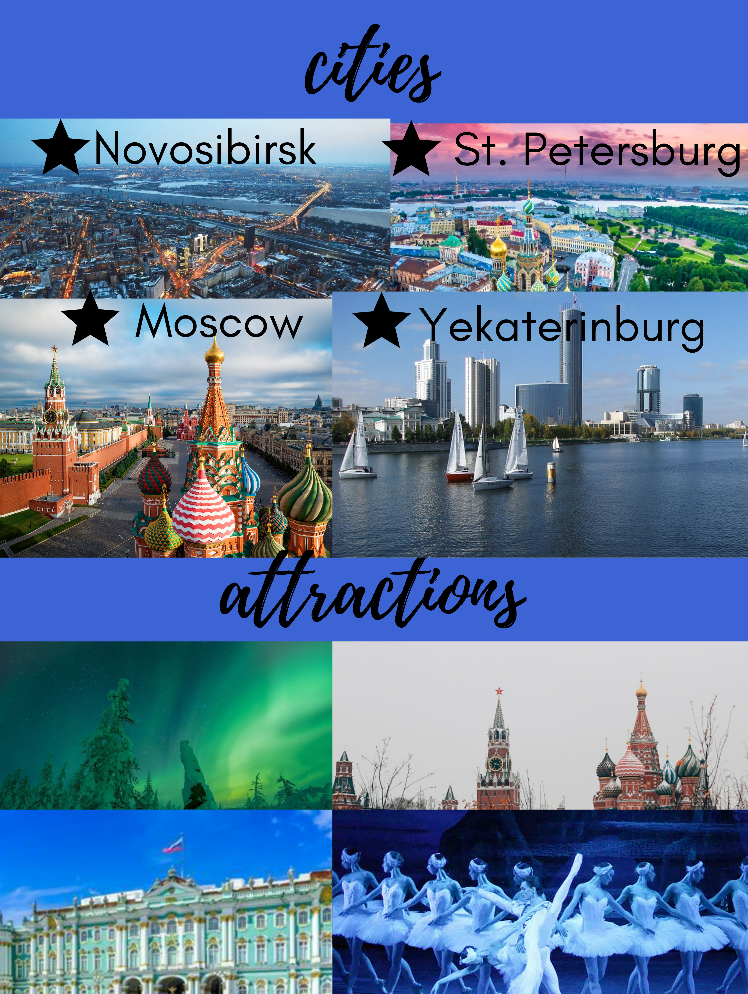 cities
Novosibirsk
St. Petersburg
Moscow
Yekaterinburg
attractions